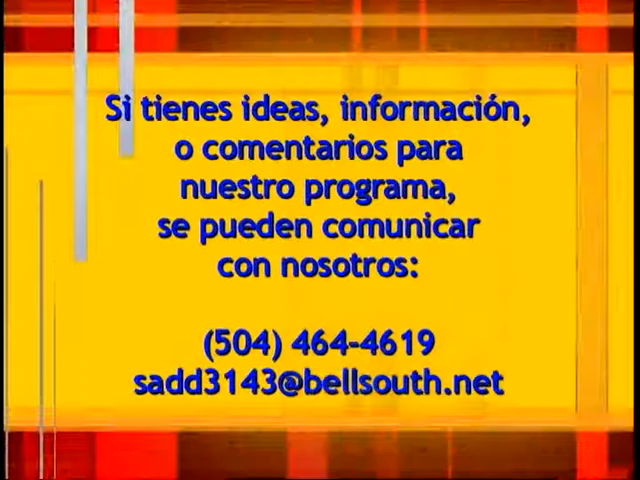 Si tienes ideas, información,
o comentarios para
nuestro programa,
se pueden comunicar
con nosotros:
(504) 464-4619
sadd3143@bellsouth.net